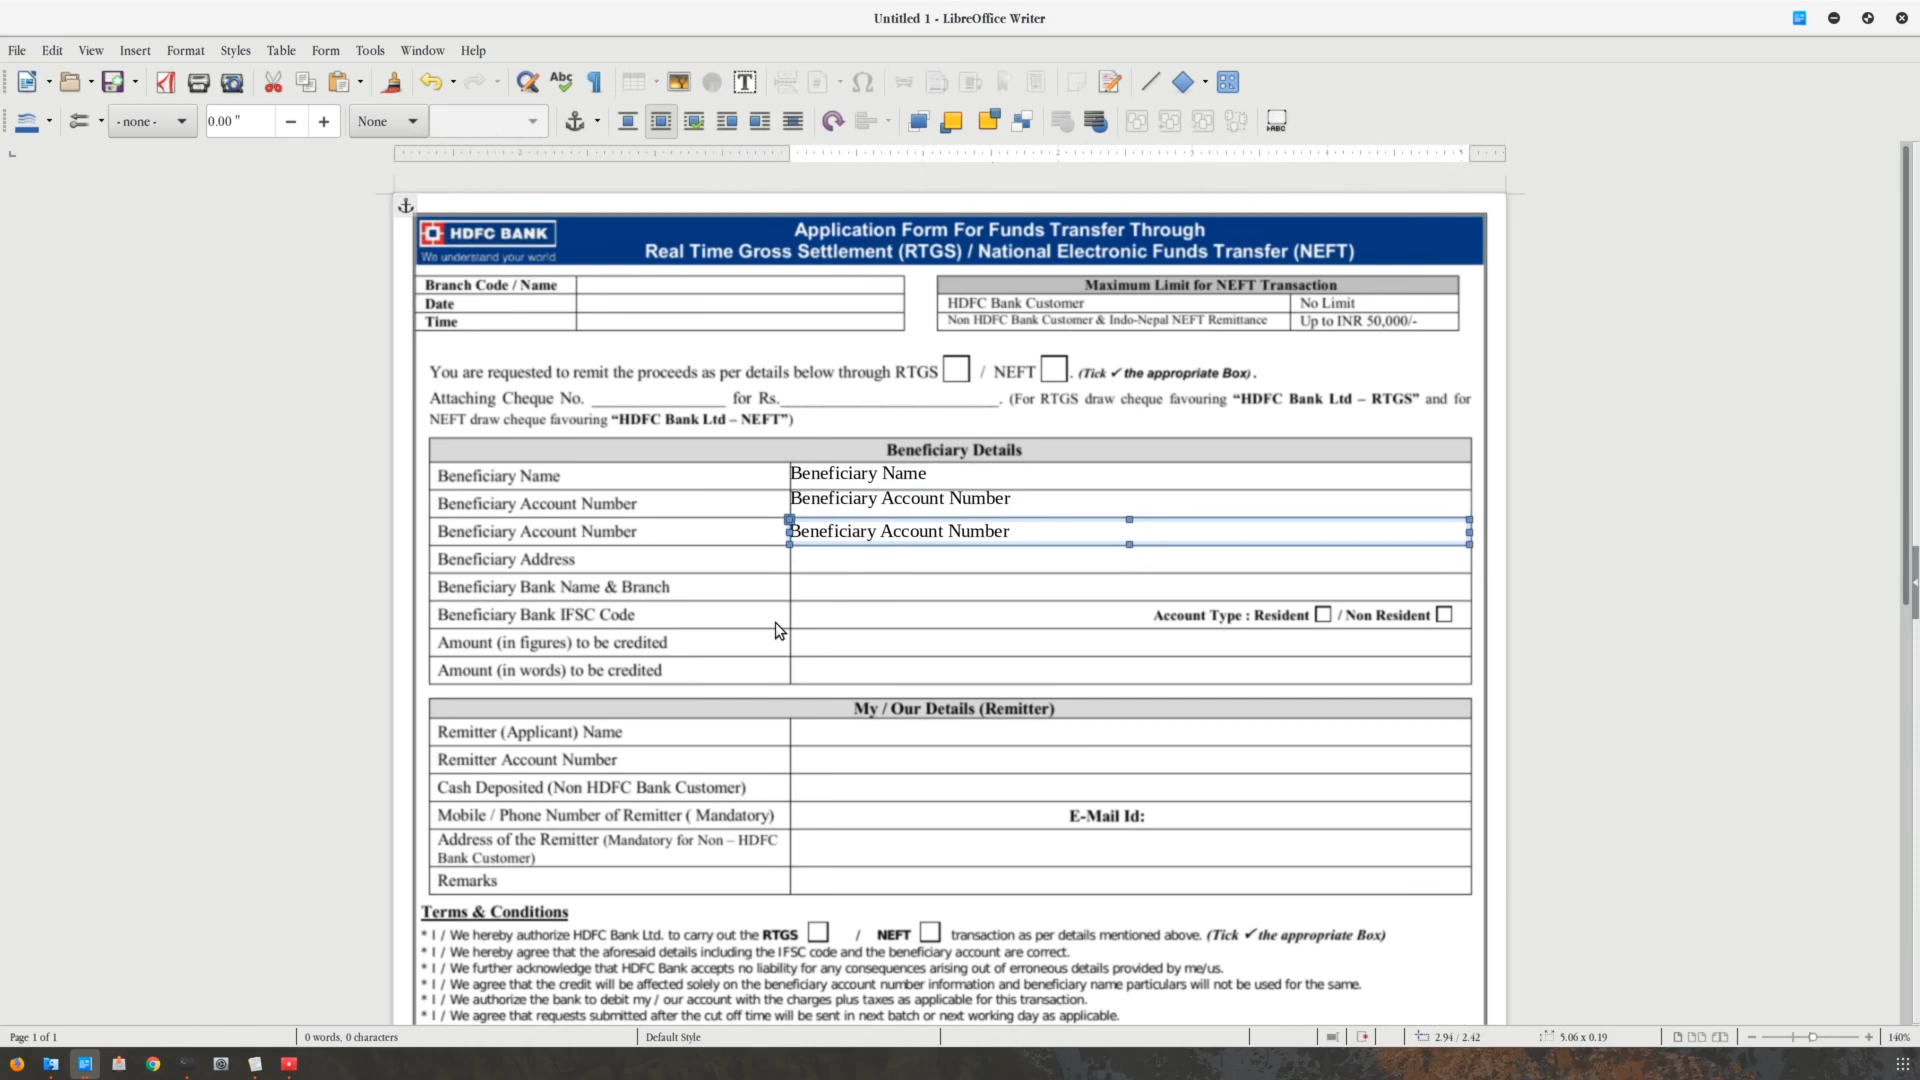 Untitled 1 - LibreOffice Writer
File Edit View Insert Format Styles Table Form Tools Window Help
Abc T
- none - 0.00 " None
2 2 5
HDFC BANK
We understand your world
Application Form For Funds Transfer Through
Real Time Gross Settlement (RTGS) / National Electronic Funds Transfer (NEFT)
Branch Code / Name
Date
Time
Maximum Limit for NEFT Transaction
HDFC Bank Customer No Limit
Non HDFC Bank Customer & Indo-Nepal NEFT Remittance Up to INR 50,000/-
You are requested to remit the proceeds as per details below through RTGS / NEFT . (Tick ✓ the appropriate Box) .
Attaching Cheque No. _______________ for Rs._________________________. (For RTGS draw cheque favouring “HDFC Bank Ltd – RTGS” and for
NEFT draw cheque favouring “HDFC Bank Ltd – NEFT”)
Beneficiary Details
Beneficiary Name Beneficiary Name
Beneficiary Account Number Beneficiary Account Number
Beneficiary Account Number Beneficiary Account Number
Beneficiary Address
Beneficiary Bank Name & Branch
Beneficiary Bank IFSC Code Account Type : Resident / Non Resident
Amount (in figures) to be credited
Amount (in words) to be credited
My / Our Details (Remitter)
Remitter (Applicant) Name
Remitter Account Number
Cash Deposited (Non HDFC Bank Customer)
Mobile / Phone Number of Remitter ( Mandatory) E-Mail Id:
Address of the Remitter (Mandatory for Non – HDFC
Bank Customer)
Remarks
Terms & Conditions
* I / We hereby authorize HDFC Bank Ltd. to carry out the RTGS / NEFT transaction as per details mentioned above. (Tick ✓ the appropriate Box)
* I / We hereby agree that the aforesaid details including the IFSC code and the beneficiary account are correct.
* I / We further acknowledge that HDFC Bank accepts no liability for any consequences arising out of erroneous details provided by me/us.
* I / We agree that the credit will be affected solely on the beneficiary account number information and beneficiary name particulars will not be used for the same.
* I / We authorize the bank to debit my / our account with the charges plus taxes as applicable for this transaction.
* I / We agree that requests submitted after the cut off time will be sent in next batch or next working day as applicable.
Page 1 of 1 0 words, 0 characters Default Style 2.94 / 2.42 5.06 x 0.19 140%